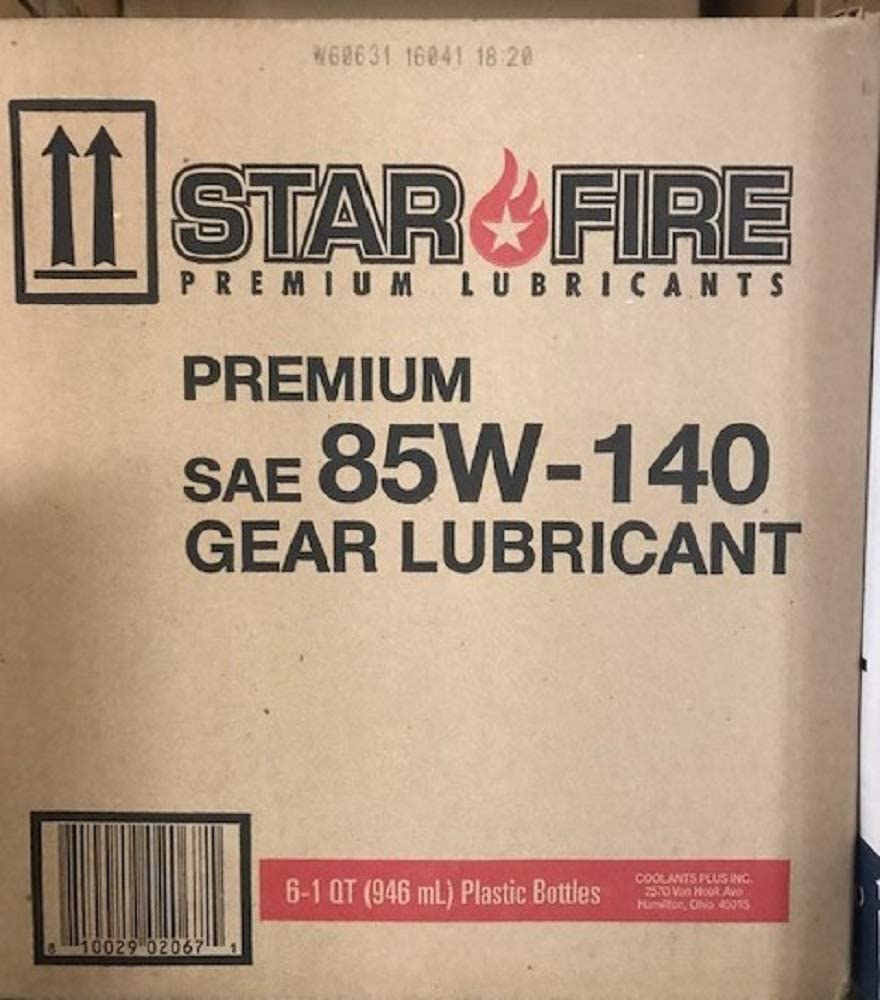 W60631 16041 18:20
STAR FIRE
PREMIUM LUBRICANTS
PREMIUM
SAE 85W-140
GEAR LUBRICANT
6-1 QT (946 mL) Plastic Bottles
COOLANTS PLUS INC.
2570 Van Hook Ave
Hamilton, Ohio 45015
8 10029 02067 1